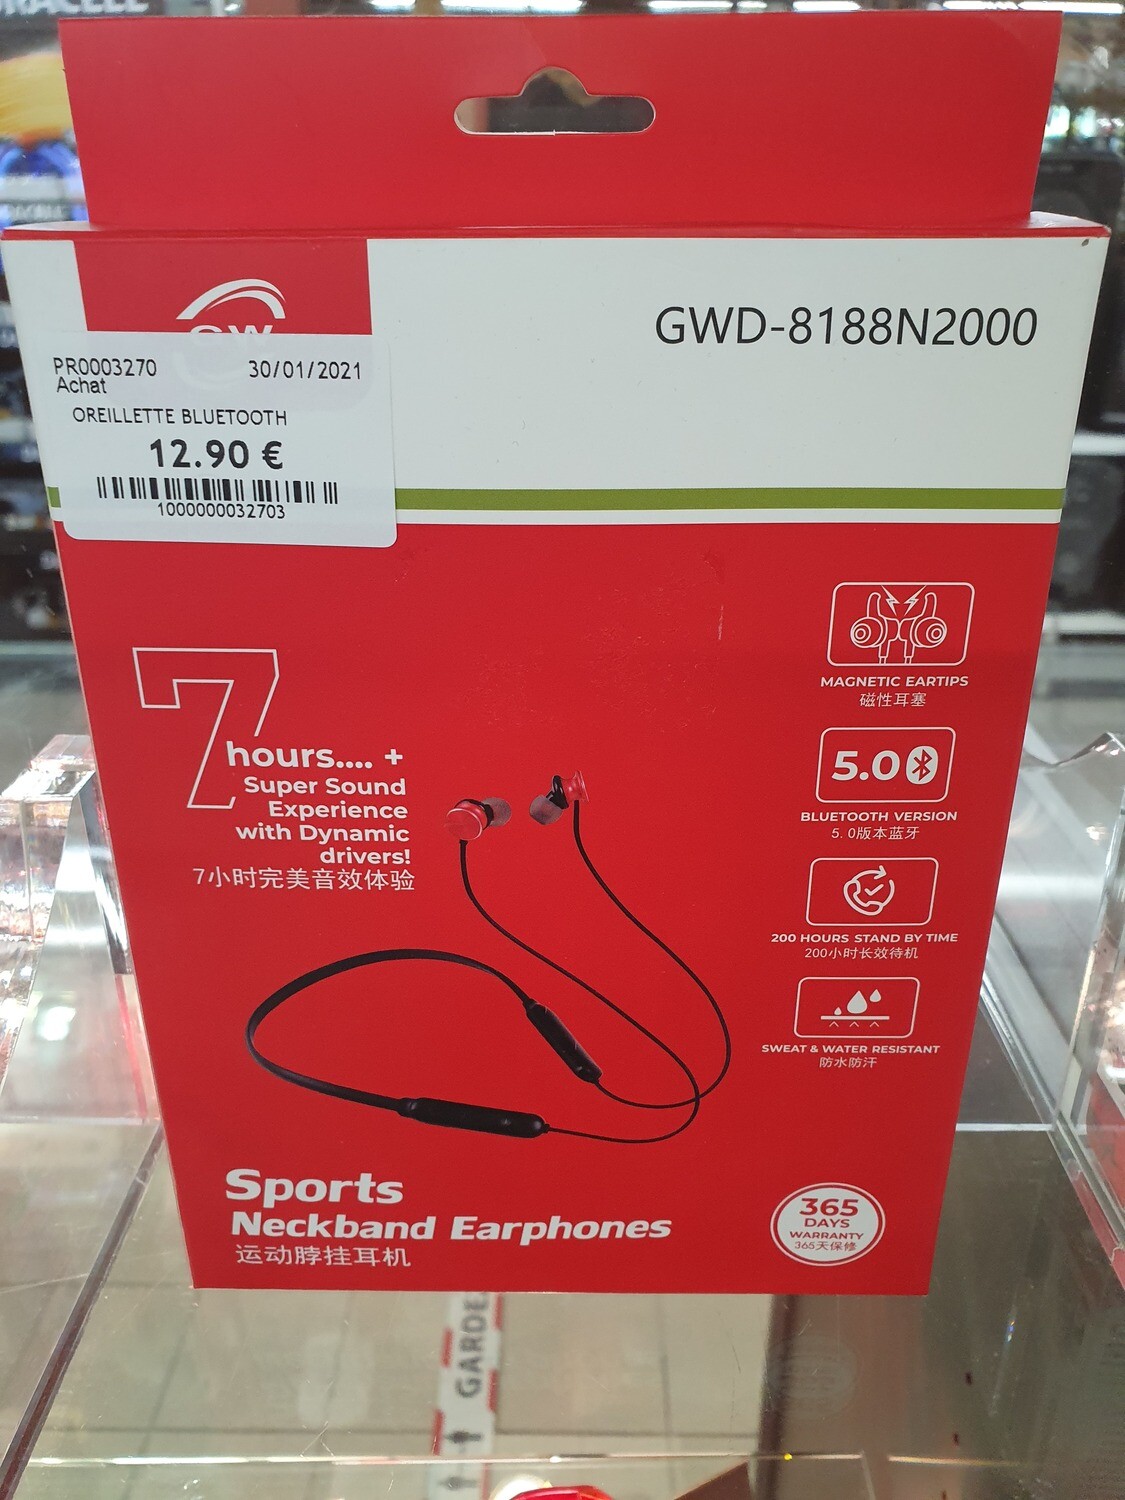 GWD-8188N2000
GW
PR0003270 30/01/2021
Achat
OREILLETTE BLUETOOTH
12.90 €
1000000032703
7
hours.... +
Super Sound
Experience
with Dynamic
drivers!
7小时完美音效体验
MAGNETIC EARTIPS
磁性耳塞
5.0
BLUETOOTH VERSION
5.0版本蓝牙
200 HOURS STAND BY TIME
200小时长效待机
SWEAT & WATER RESISTANT
防水防汗
Sports
Neckband Earphones
运动脖挂耳机
365
DAYS
WARRANTY
365天保修
GARDEZ